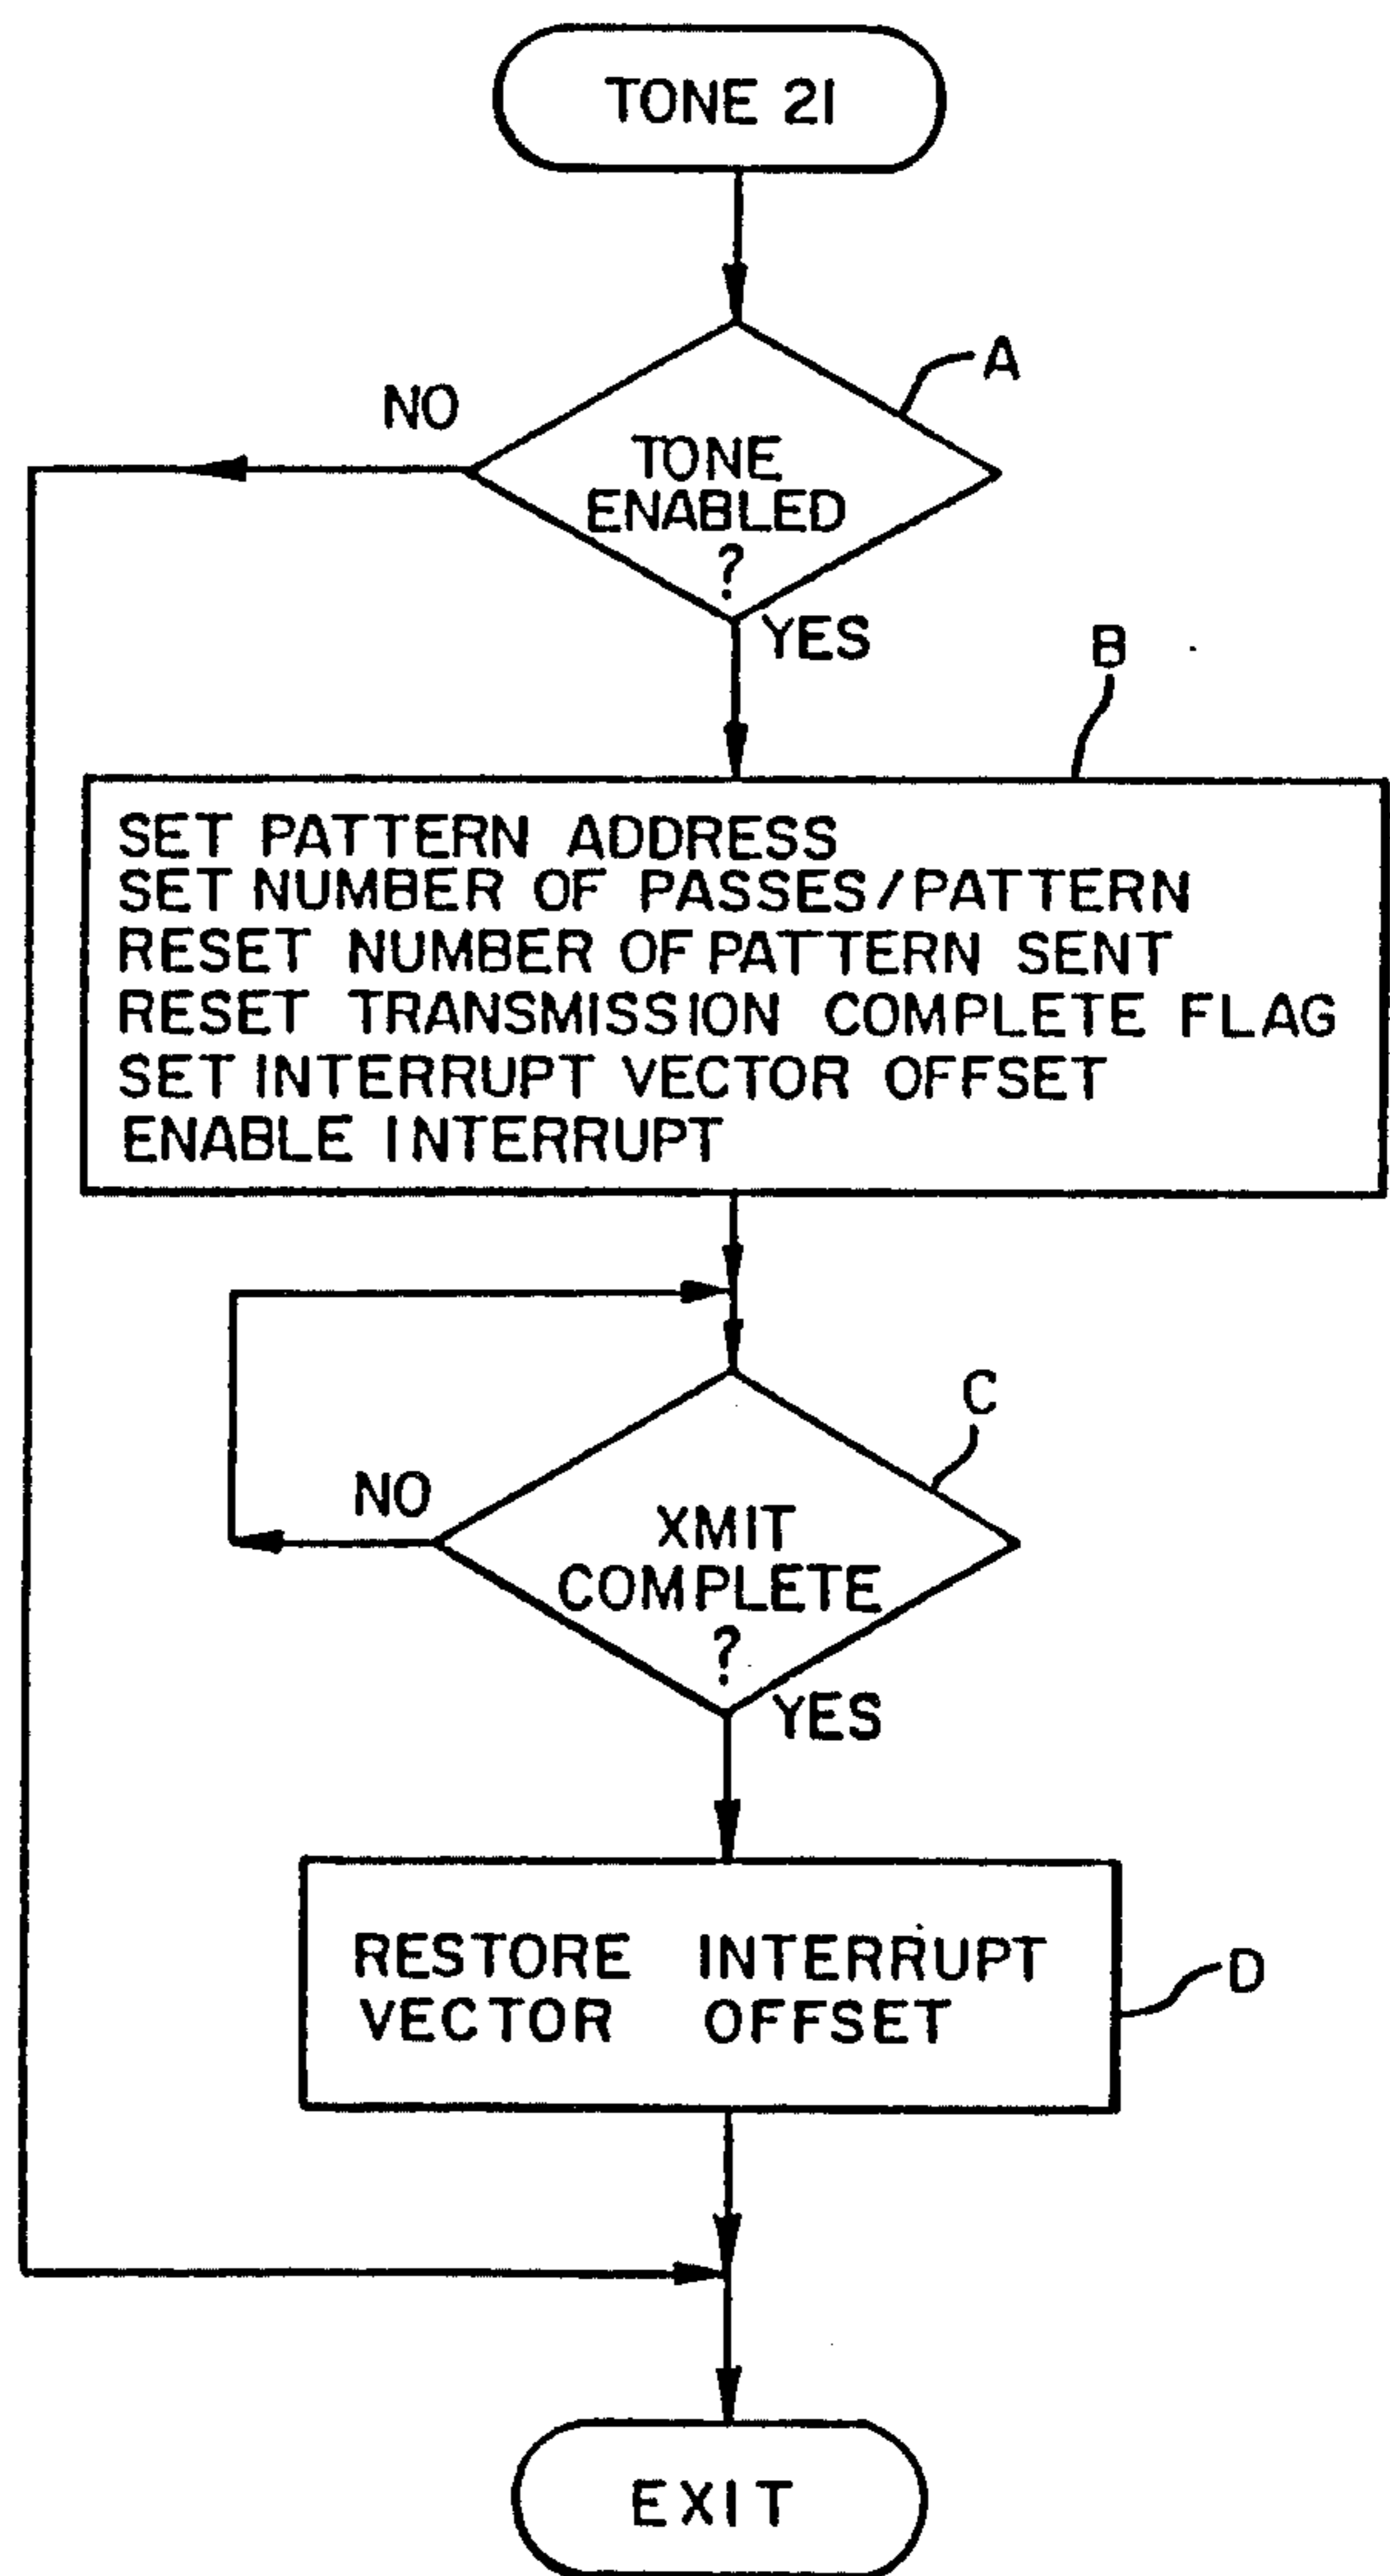 TONE 21
A
NO
TONE
ENABLED
?
YES
B
SET PATTERN ADDRESS
SET NUMBER OF PASSES/PATTERN
RESET NUMBER OF PATTERN SENT
RESET TRANSMISSION COMPLETE FLAG
SET INTERRUPT VECTOR OFFSET
ENABLE INTERRUPT
C
NO
XMIT
COMPLETE
?
YES
RESTORE INTERRUPT
VECTOR OFFSET
D
EXIT